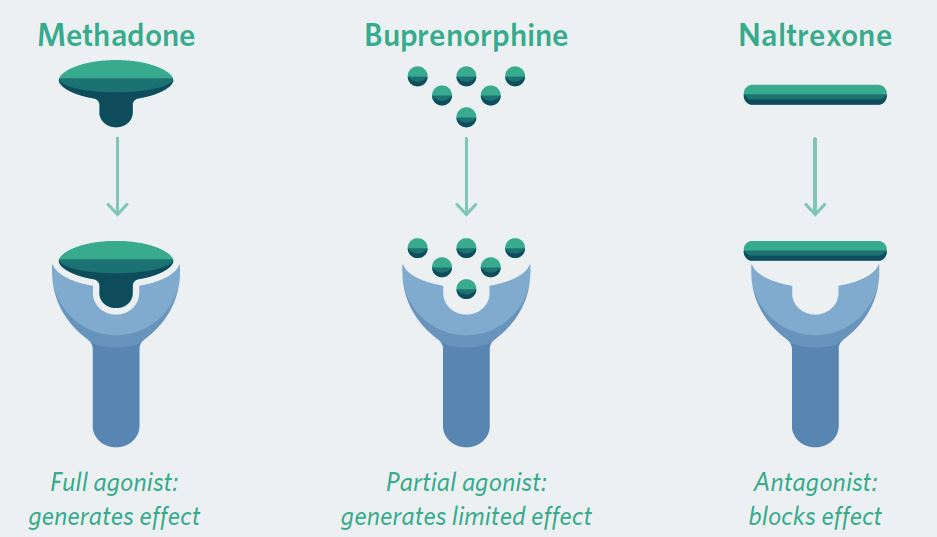 Methadone
Buprenorphine
Naltrexone
Full agonist:
generates effect
Partial agonist:
generates limited effect
Antagonist:
blocks effect